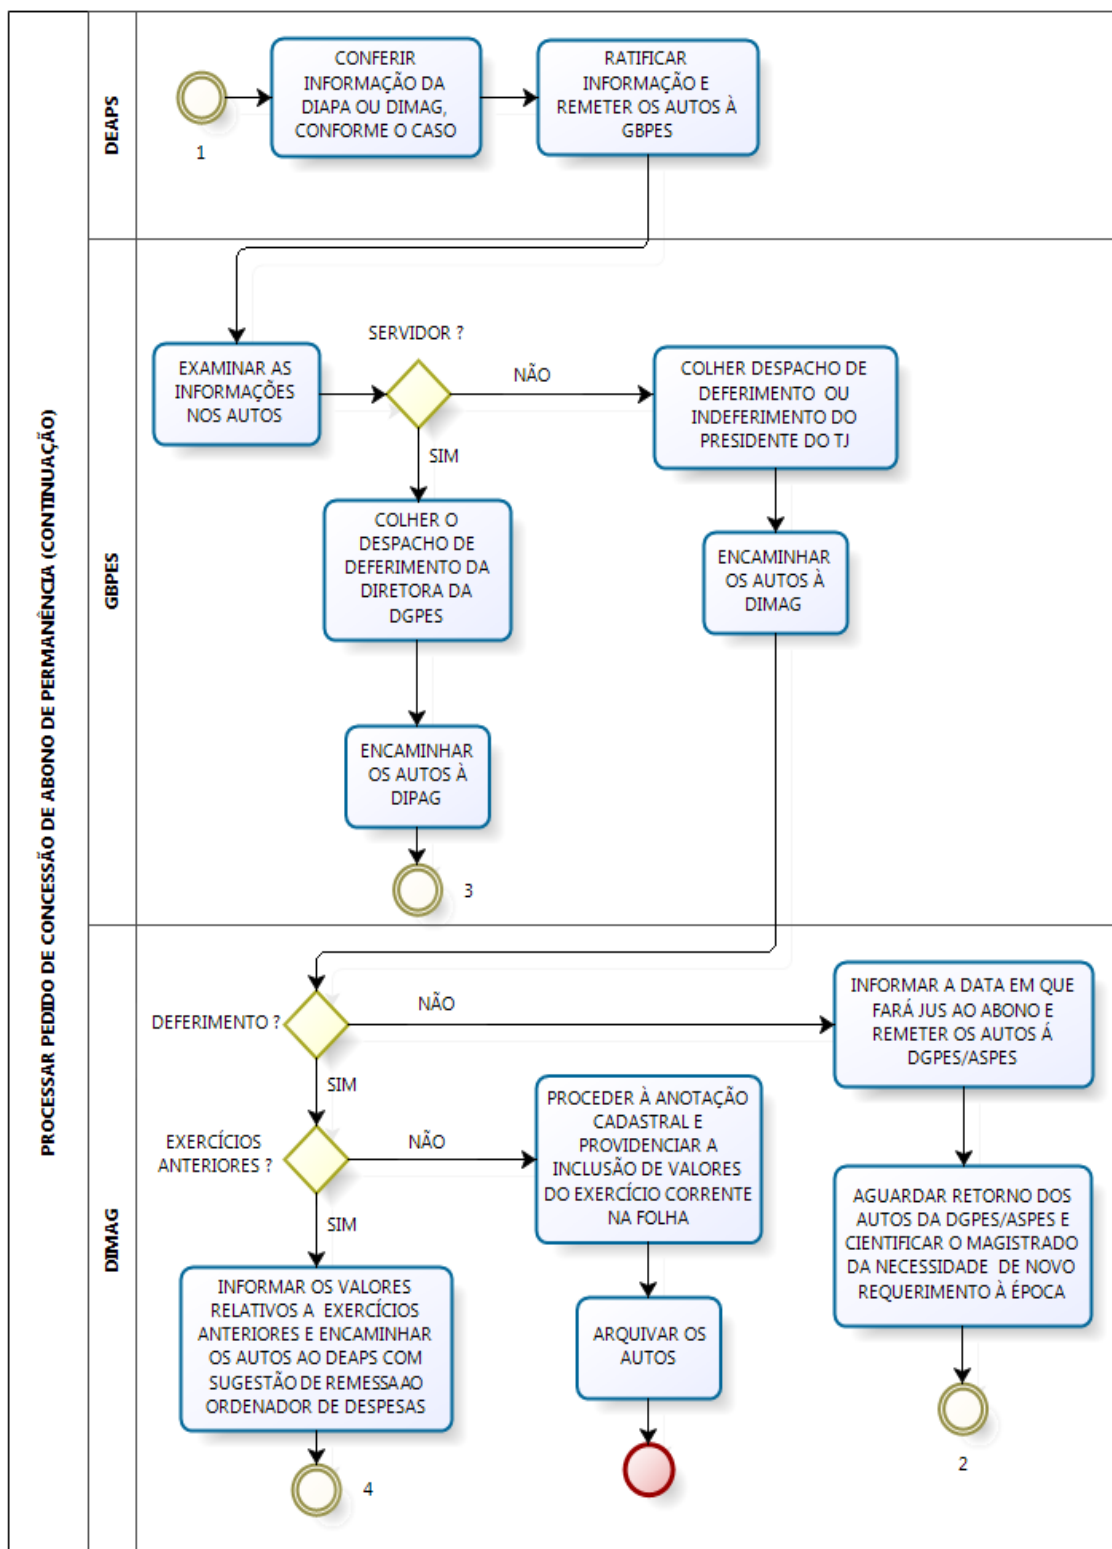 PROCESSAR PEDIDO DE CONCESSÃO DE ABONO DE PERMANÊNCIA (CONTINUAÇÃO)
DEAPS
1
CONFERIR
INFORMAÇÃO DA
DIAPA OU DIMAG,
CONFORME O CASO
RATIFICAR
INFORMAÇÃO E
REMETER OS AUTOS À
GBPES
GBPES
EXAMINAR AS
INFORMAÇÕES
NOS AUTOS
SERVIDOR ?
NÃO
SIM
COLHER DESPACHO DE
DEFERIMENTO OU
INDEFERIMENTO DO
PRESIDENTE DO TJ
COLHER O
DESPACHO DE
DEFERIMENTO DA
DIRETORA DA
DGPES
ENCAMINHAR
OS AUTOS À
DIMAG
ENCAMINHAR
OS AUTOS À
DIPAG
3
DIMAG
DEFERIMENTO ?
NÃO
SIM
INFORMAR A DATA EM QUE
FARÁ JUS AO ABONO E
REMETER OS AUTOS Á
DGPES/ASPES
EXERCÍCIOS
ANTERIORES ?
NÃO
SIM
PROCEDER À ANOTAÇÃO
CADASTRAL E
PROVIDENCIAR A
INCLUSÃO DE VALORES
DO EXERCÍCIO CORRENTE
NA FOLHA
AGUARDAR RETORNO DOS
AUTOS DA DGPES/ASPES E
CIENTIFICAR O MAGISTRADO
DA NECESSIDADE DE NOVO
REQUERIMENTO À ÉPOCA
INFORMAR OS VALORES
RELATIVOS A EXERCÍCIOS
ANTERIORES E ENCAMINHAR
OS AUTOS AO DEAPS COM
SUGESTÃO DE REMESSA AO
ORDENADOR DE DESPESAS
ARQUIVAR OS
AUTOS
2
4